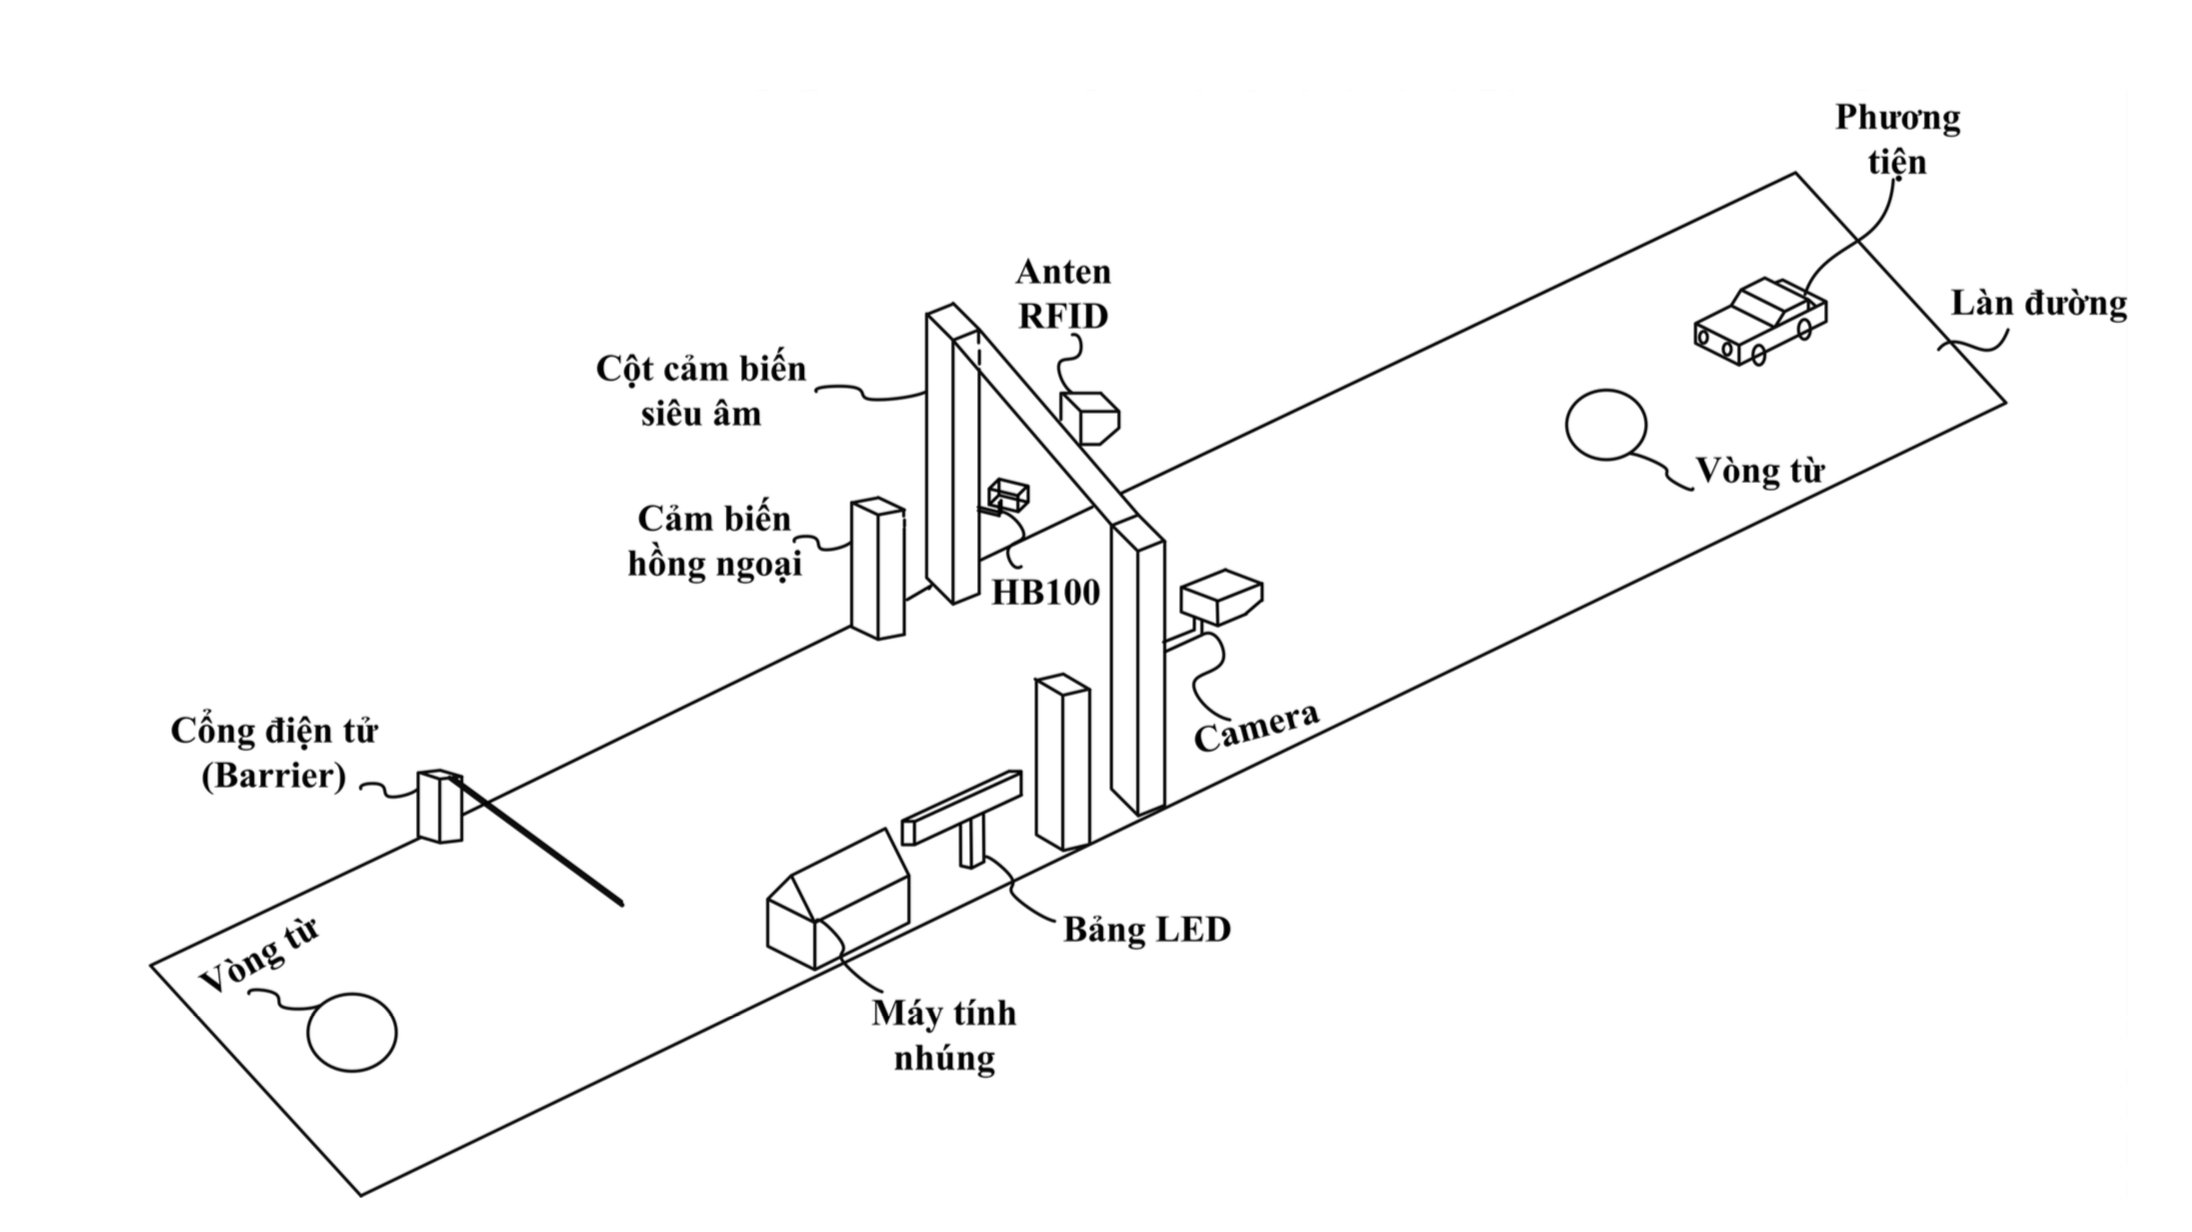 Phương
tiện
Làn đường
Anten
RFID
Cột cảm biến
siêu âm
Vòng từ
Cảm biến
hồng ngoại
HB100
Camera
Cổng điện tử
(Barrier)
Bảng LED
Vòng từ
Máy tính
nhúng